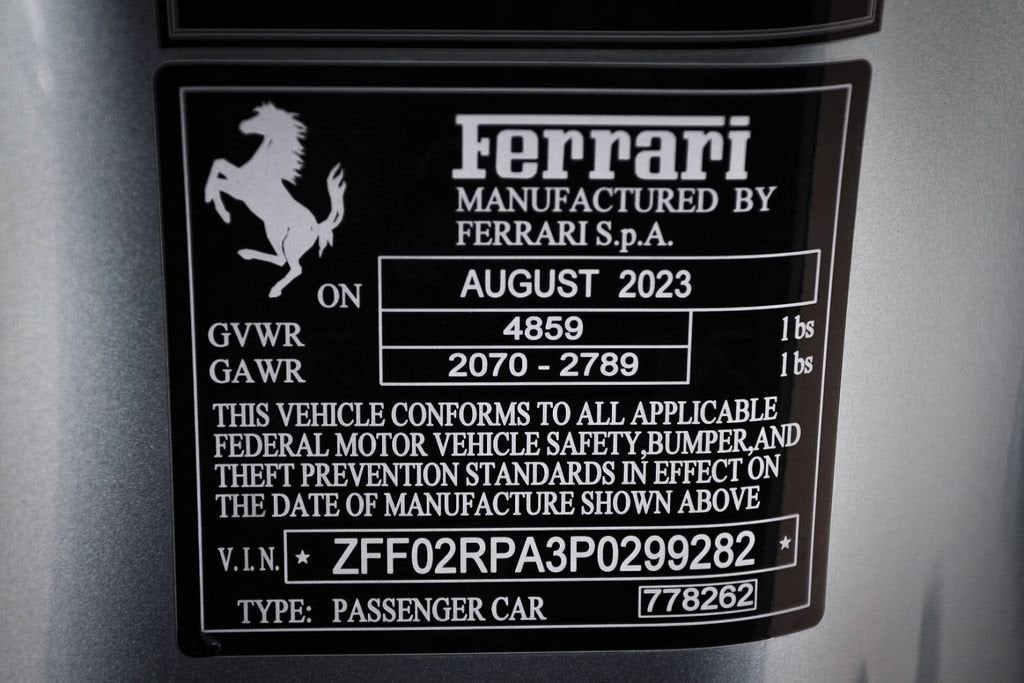 Ferrari
MANUFACTURED BY
FERRARI S.p.A.
ON AUGUST 2023
GVWR 4859 lbs
GAWR 2070 - 2789 lbs
THIS VEHICLE CONFORMS TO ALL APPLICABLE
FEDERAL MOTOR VEHICLE SAFETY,BUMPER,AND
THEFT PREVENTION STANDARDS IN EFFECT ON
THE DATE OF MANUFACTURE SHOWN ABOVE
V.I.N. ★ ZFF02RPA3P0299282 ★
TYPE: PASSENGER CAR 778262